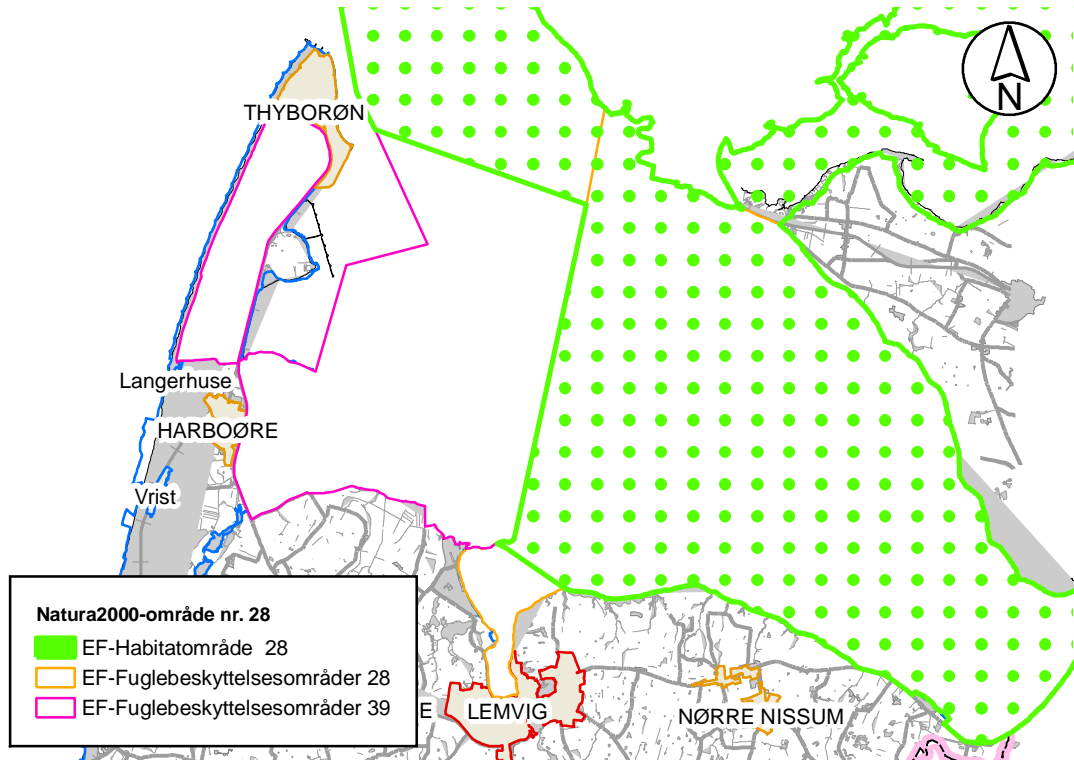 N
THYBORØN
Langerhuse
HARBOØRE
Vrist
Natura2000-område nr. 28
EF-Habitatområde 28
EF-Fuglebeskyttelsesområder 28
EF-Fuglebeskyttelsesområder 39
E
LEMVIG
NØRRE NISSUM